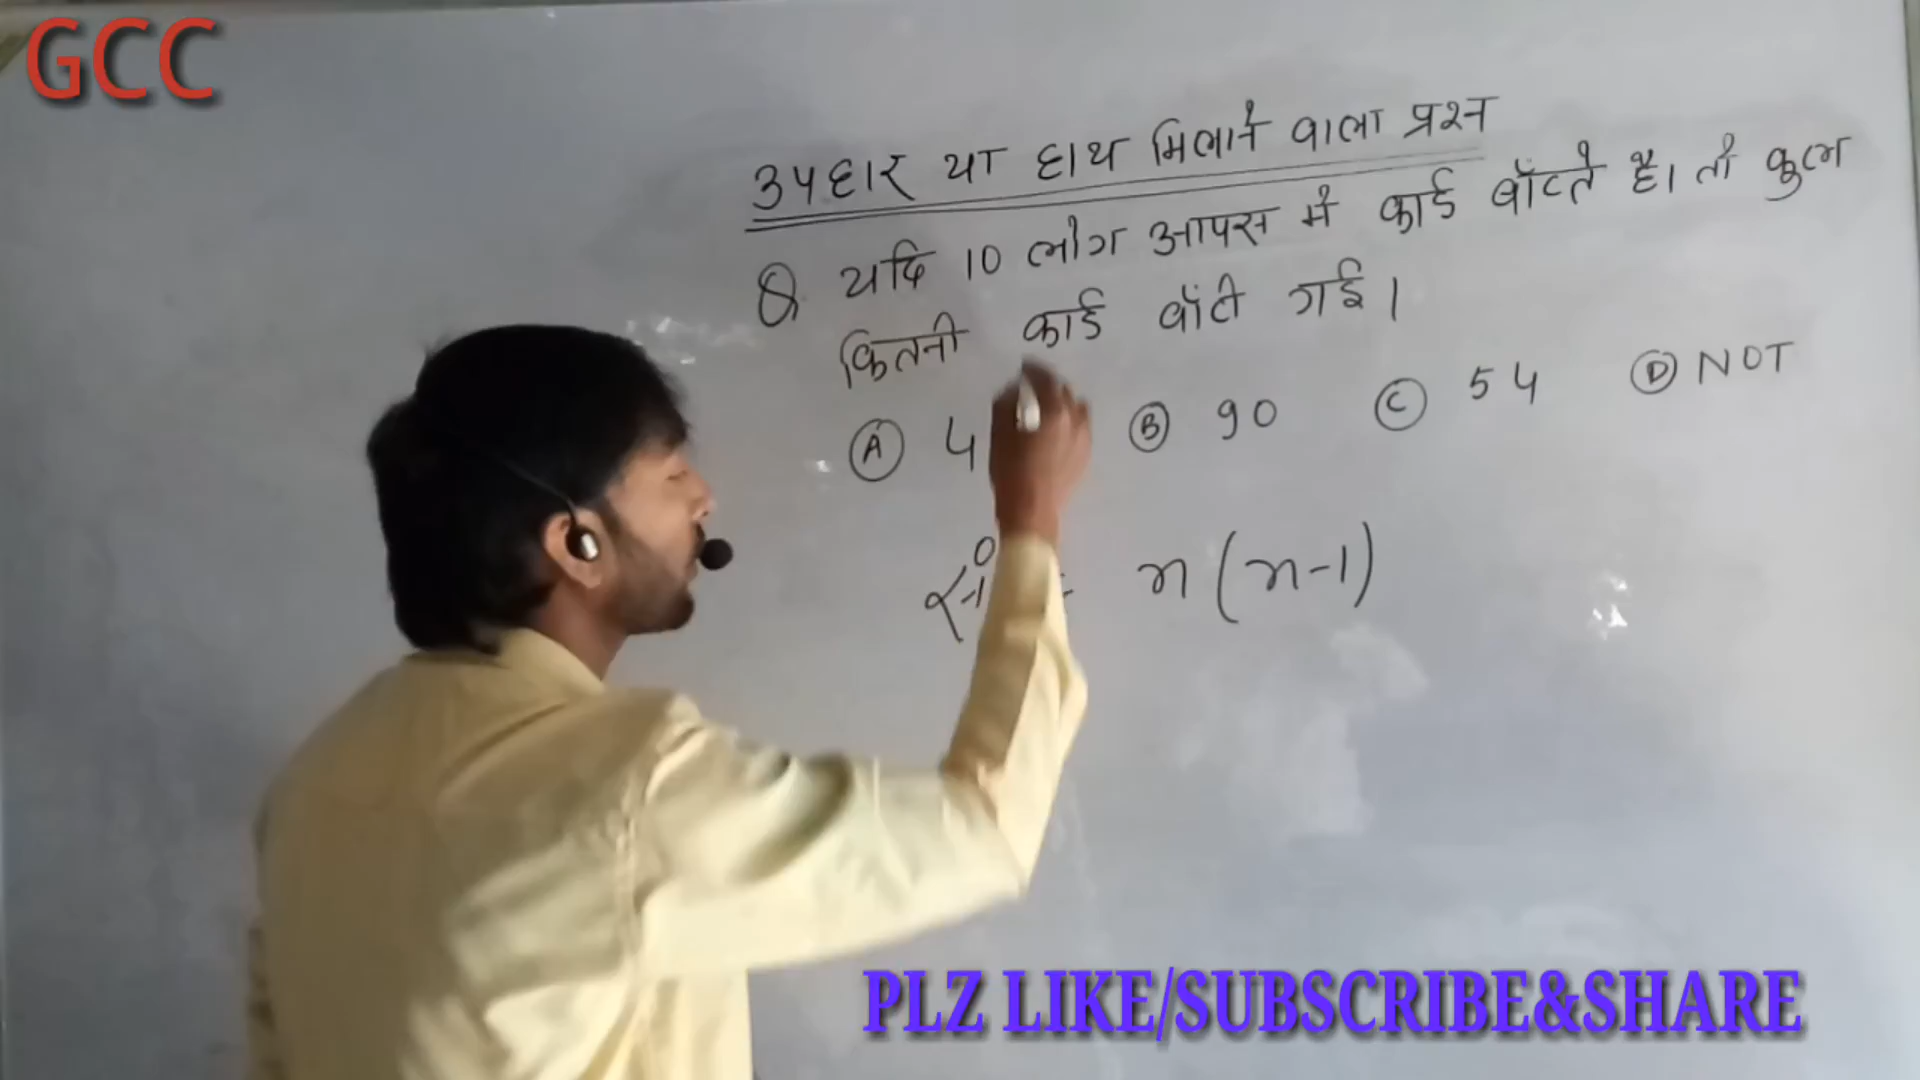 GCC
उपहार या हाथ मिलाने वाला प्रश्न
Q यदि 10 लोग आपस में कार्ड बॉटते है। तो कुल
कितनी कार्ड बॉटी गई।
A 4 B 90 C 54 D NOT
n(n-1)
PLZ LIKE/SUBSCRIBE&SHARE